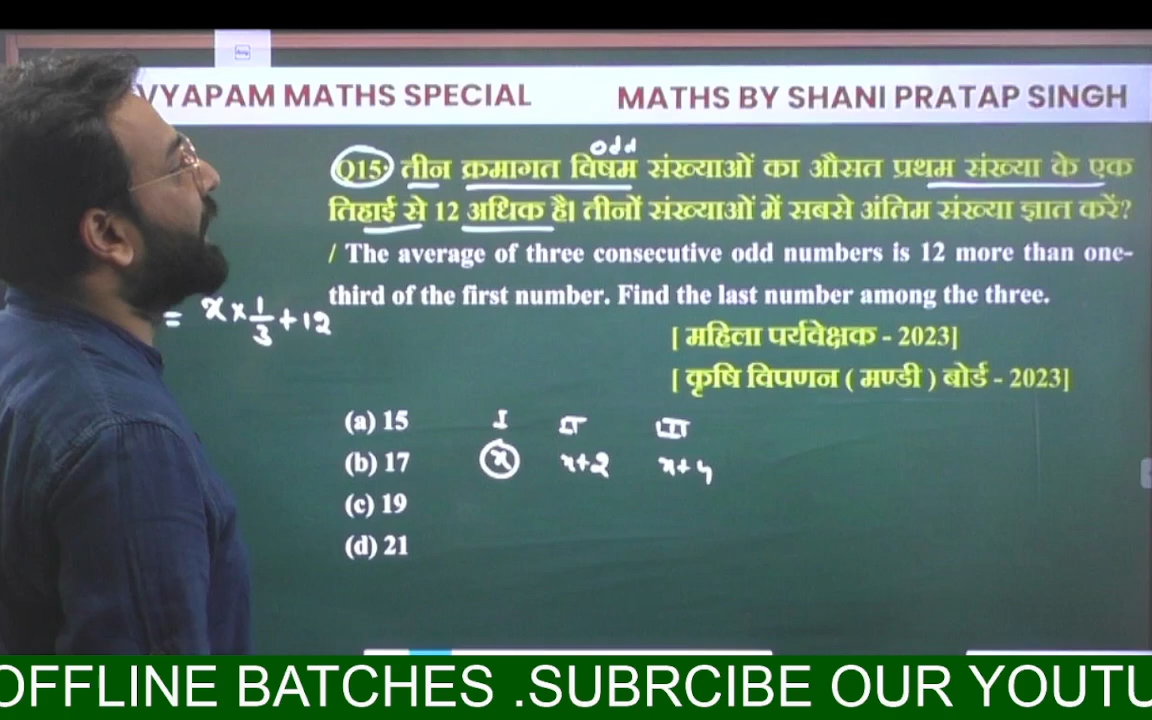 VYAPAM MATHS SPECIAL
MATHS BY SHANI PRATAP SINGH
odd
Q15. तीन क्रमागत विषम संख्याओं का औसत प्रथम संख्या के एक
तिहाई से 12 अधिक है। तीनों संख्याओं में सबसे अंतिम संख्या ज्ञात करें?
/ The average of three consecutive odd numbers is 12 more than one-
third of the first number. Find the last number among the three.
= x × 1/3 + 12
[ महिला पर्यवेक्षक - 2023]
[ कृषि विपणन ( मण्डी ) बोर्ड - 2023]
(a) 15
I II III
(b) 17
x x+2 x+4
(c) 19
(d) 21
OFFLINE BATCHES .SUBRCIBE OUR YOUTU